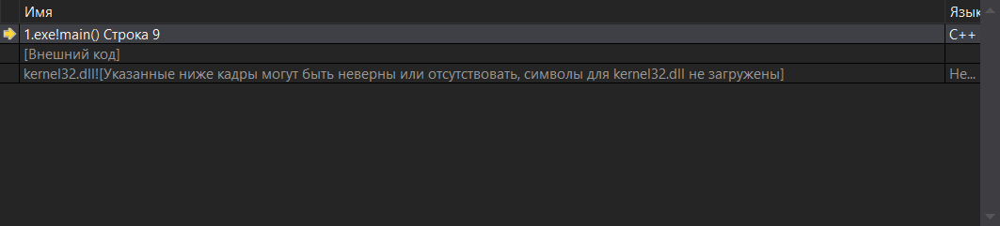 Имя Язык
1.exe!main() Строка 9 C++
[Внешний код]
kernel32.dll![Указанные ниже кадры могут быть неверны или отсутствовать, символы для kernel32.dll не загружены] Не...